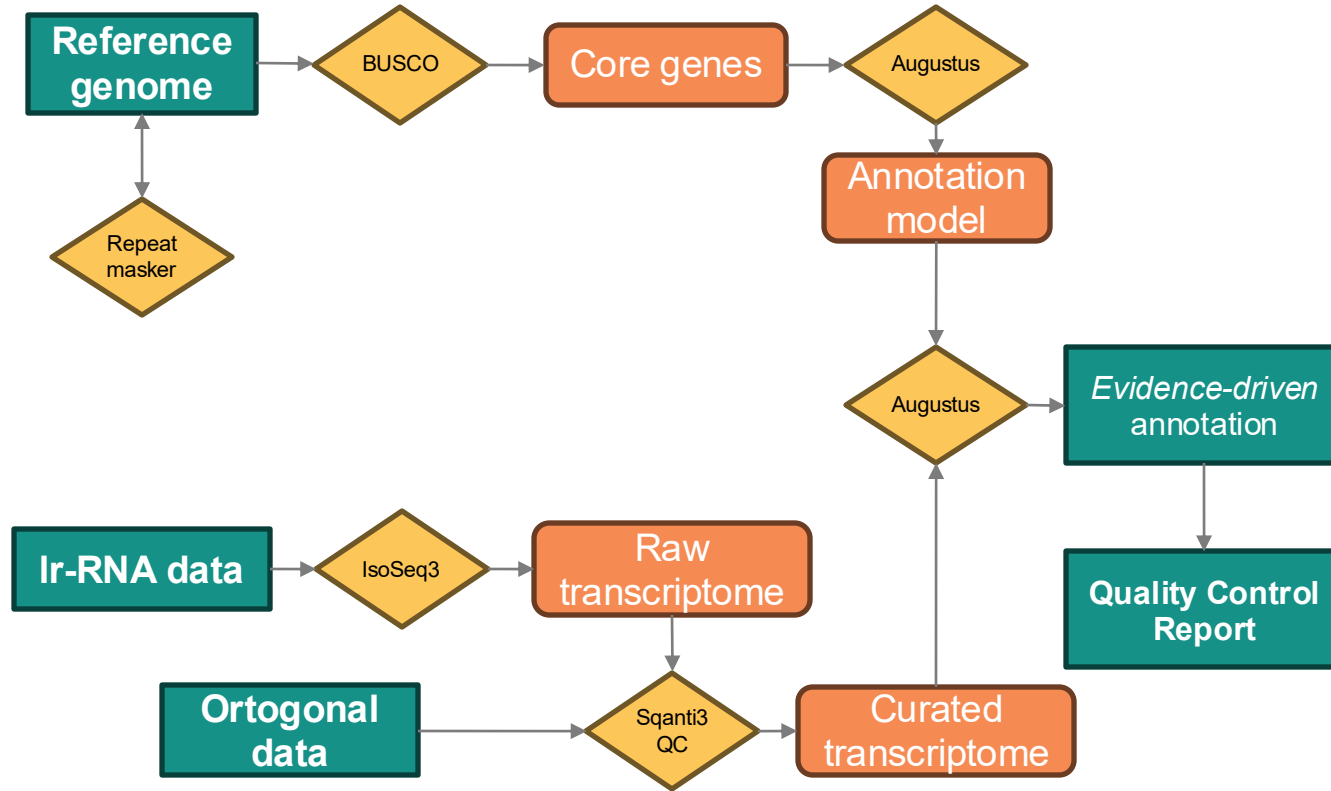 Reference
genome
BUSCO
Core genes
Augustus
Annotation
model
Repeat
masker
Augustus
Evidence-driven
annotation
lr-RNA data
IsoSeq3
Raw
transcriptome
Quality Control
Report
Ortogonal
data
Sqanti3
QC
Curated
transcriptome